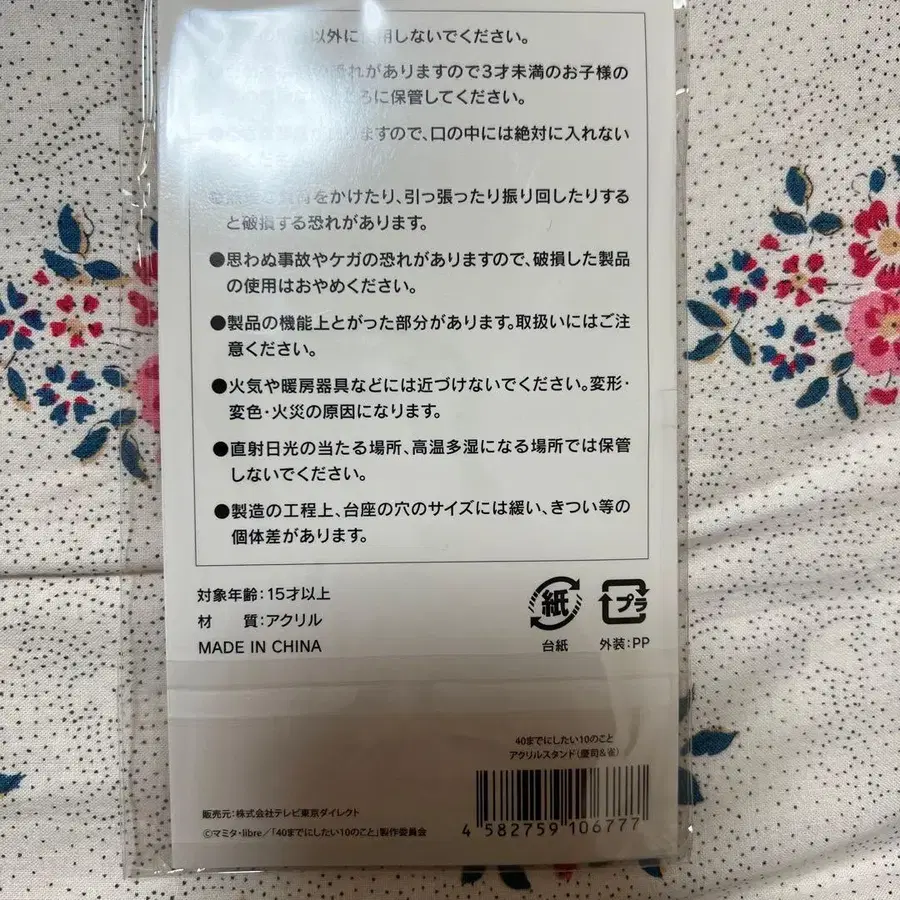 以外に使用しないでください。
恐れがありますので3才未満のお子様の
ろに保管してください。
りますので、口の中には絶対に入れない
をかけたり、引っ張ったり振り回したりする
と破損する恐れがあります。
●思わぬ事故やケガの恐れがありますので、破損した製品
の使用はおやめください。
●製品の機能上とがった部分があります。取扱いにはご注
意ください。
●火気や暖房器具などには近づけないでください。変形・
変色・火災の原因になります。
●直射日光の当たる場所、高温多湿になる場所では保管
しないでください。
●製造の工程上、台座の穴のサイズには緩い、きつい等の
個体差があります。
対象年齢：15才以上
材　質：アクリル
MADE IN CHINA
紙
台紙
プラ
外装：PP
40までにしたい10のこと
アクリルスタンド（慶司&雀）
販売元：株式会社テレビ東京ダイレクト
©マミタ・libre／「40までにしたい10のこと」製作委員会
4 582759 106777